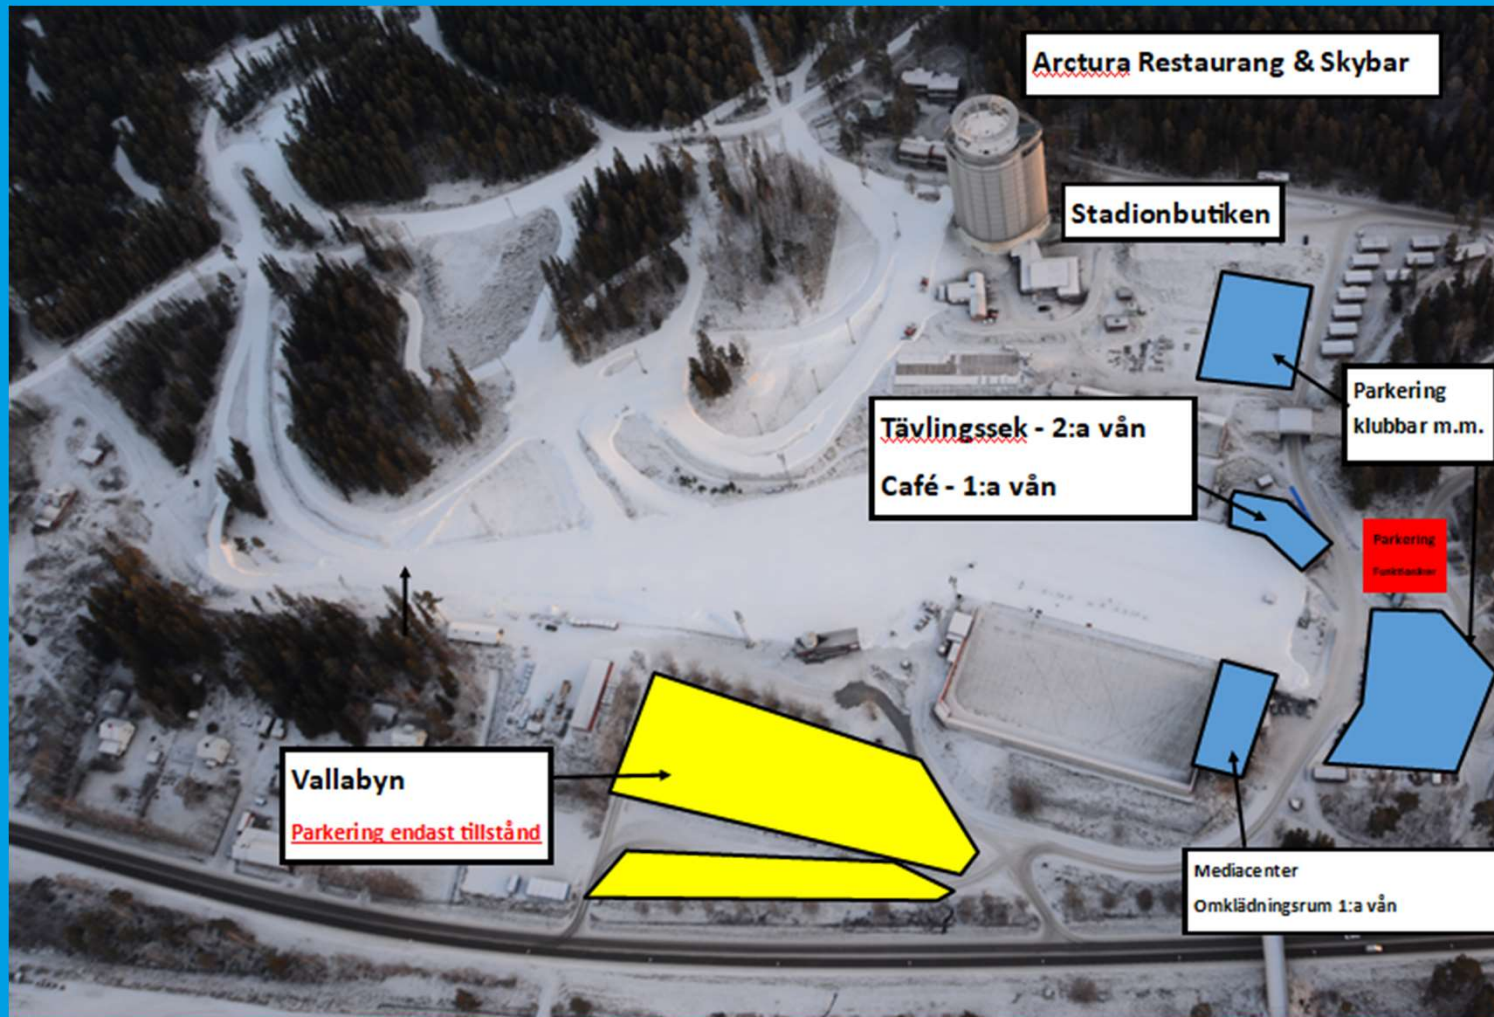 Arctura Restaurang & Skybar
Stadionbutiken
Parkering
klubbar m.m.
Tävlingssek - 2:a vån
Café - 1:a vån
Parkering
Funktionärer
Vallabyn
Parkering endast tillstånd
Mediacenter
Omklädningsrum 1:a vån